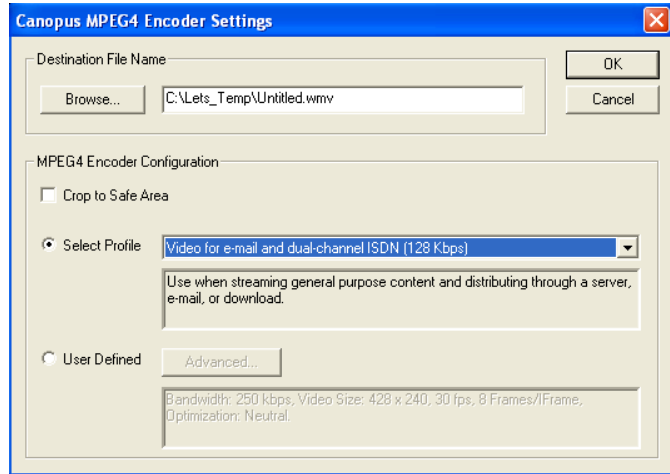 Canopus MPEG4 Encoder Settings
Destination File Name
OK
Browse...
C:\Lets_Temp\Untitled.wmv
Cancel
MPEG4 Encoder Configuration
Crop to Safe Area
Select Profile
Video for e-mail and dual-channel ISDN (128 Kbps)
Use when streaming general purpose content and distributing through a server,
e-mail, or download.
User Defined
Advanced...
Bandwidth: 250 kbps, Video Size: 428 x 240, 30 fps, 8 Frames/IFrame,
Optimization: Neutral.